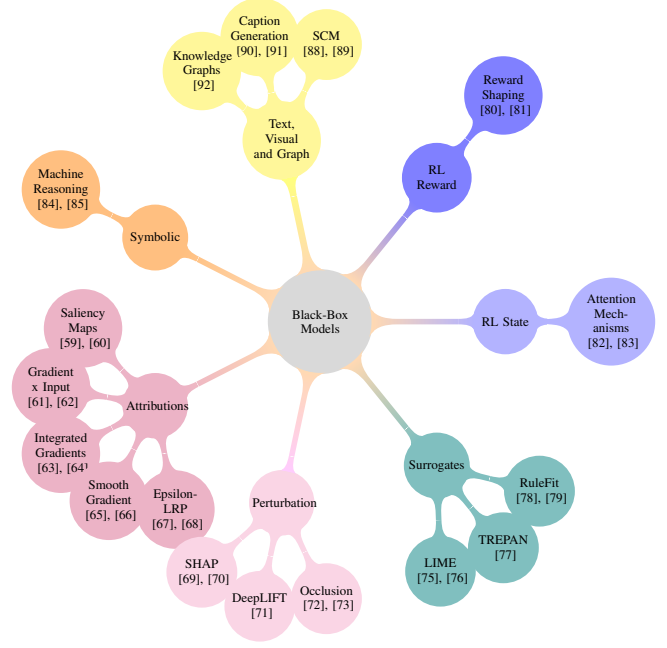 Caption
Generation
[90], [91]
SCM
[88], [89]
Knowledge
Graphs
[92]
Text,
Visual
and Graph
Reward
Shaping
[80], [81]
RL
Reward
Machine
Reasoning
[84], [85]
Symbolic
Black-Box
Models
RL State
Attention
Mech-
anisms
[82], [83]
Saliency
Maps
[59], [60]
Gradient
x Input
[61], [62]
Attributions
Integrated
Gradients
[63], [64]
Smooth
Gradient
[65], [66]
Epsilon-
LRP
[67], [68]
Perturbation
SHAP
[69], [70]
DeepLIFT
[71]
Occlusion
[72], [73]
Surrogates
RuleFit
[78], [79]
TREPAN
[77]
LIME
[75], [76]